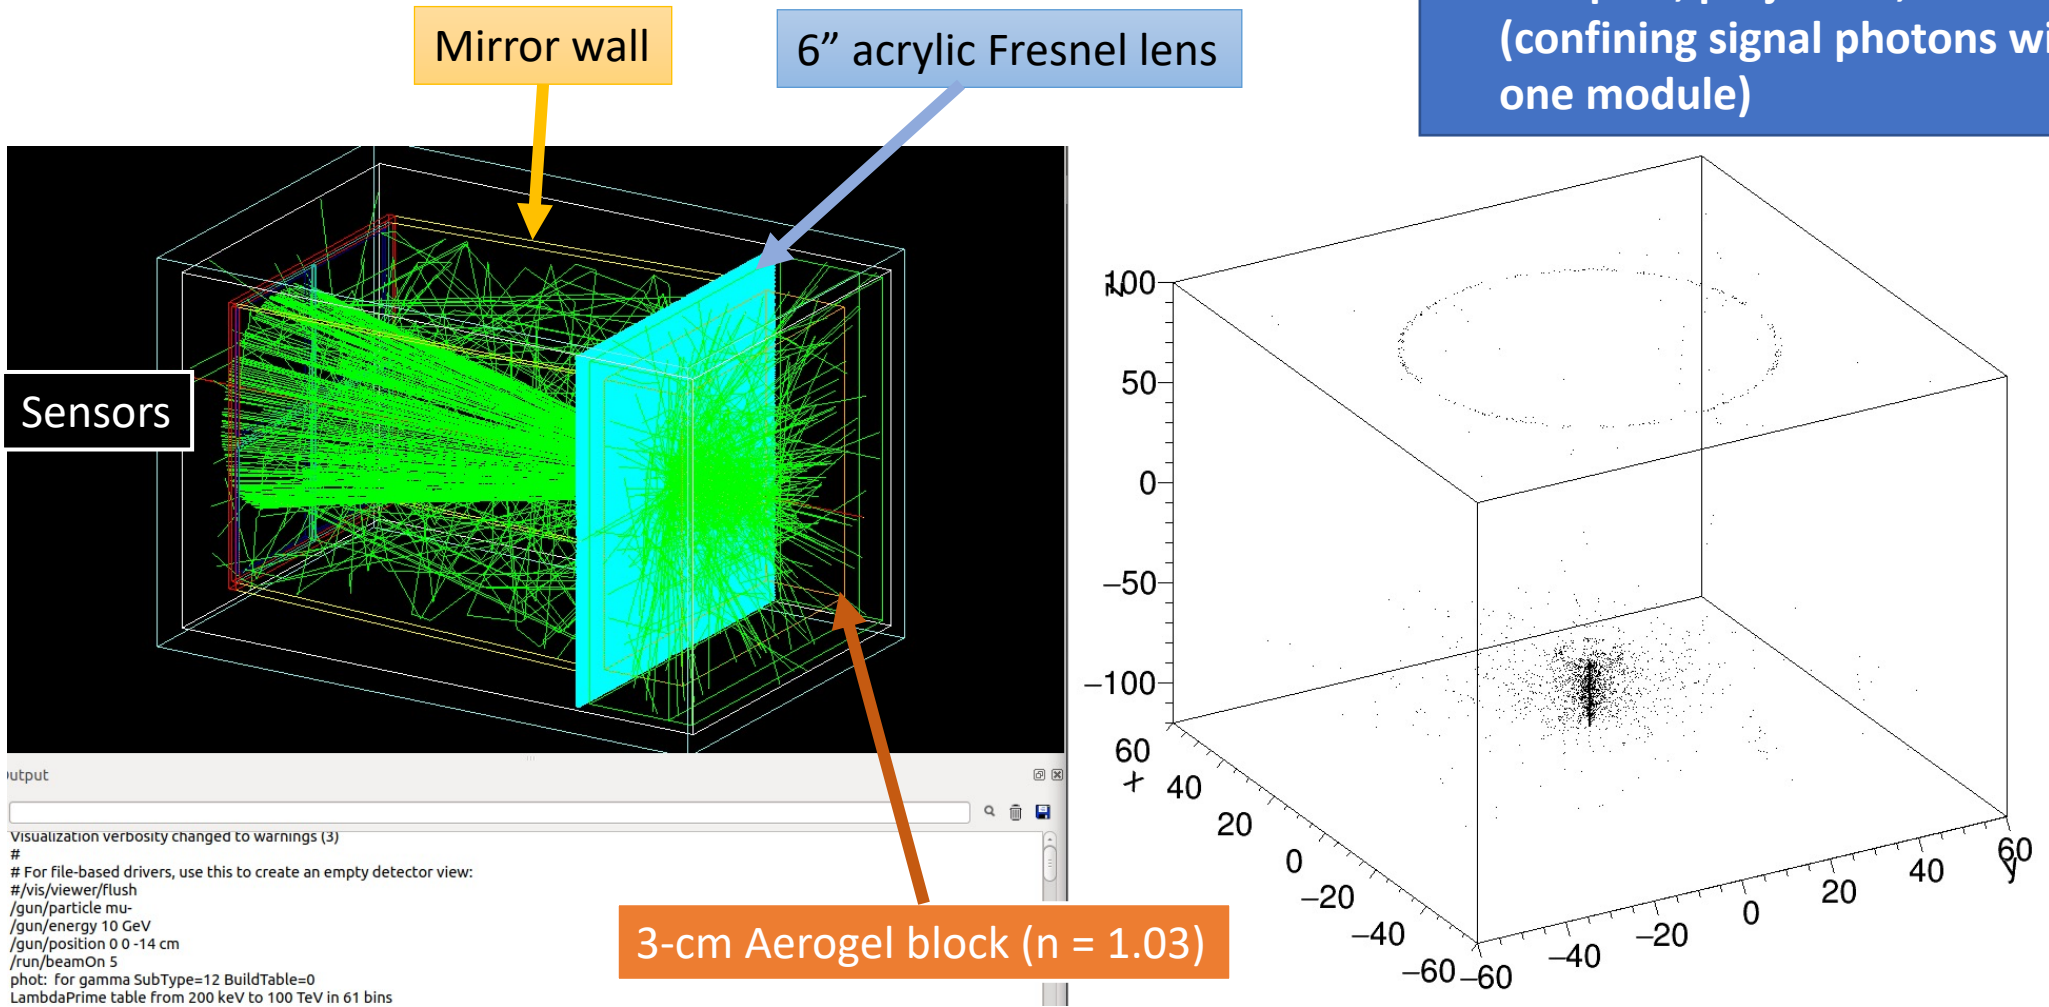 Mirror wall
6” acrylic Fresnel lens
(confining signal photons
one module)
Sensors
3-cm Aerogel block (n = 1.03)
Visualization verbosity changed to warnings (3)
#
# For file-based drivers, use this to create an empty detector view:
#/vis/viewer/flush
/gun/particle mu-
/gun/energy 10 GeV
/gun/position 0 0 -14 cm
/run/beamOn 5
phot: for gamma SubType=12 BuildTable=0
LambdaPrime table from 200 keV to 100 TeV in 61 bins
z
100
50
0
−50
−100
60
x
40
20
0
−20
−40
−60
−60
−40
−20
0
20
40
60
y